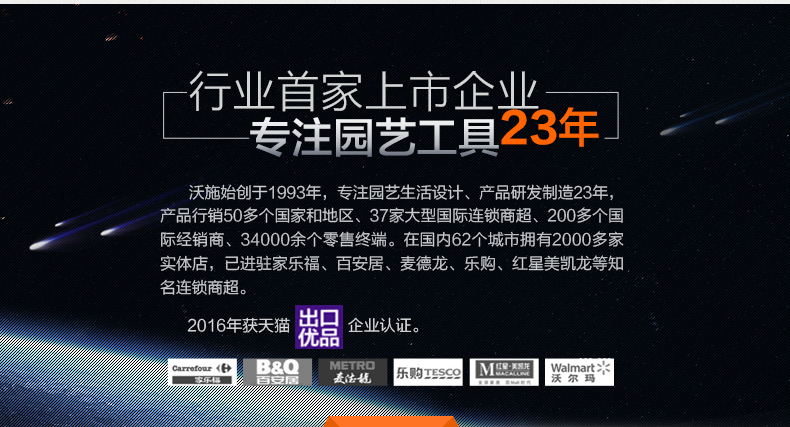 行业首家上市企业
专注园艺工具23年
沃施始创于1993年，专注园艺生活设计、产品研发制造23年，
产品行销50多个国家和地区、37家大型国际连锁商超、200多个国
际经销商、34000余个零售终端。在国内62个城市拥有2000多家
实体店，已进驻家乐福、百安居、麦德龙、乐购、红星美凯龙等知
名连锁商超。
2016年获天猫 出口优品 企业认证。
Carrefour
家乐福
B&Q
百安居
METRO
麦德龍
乐购TESCO
M 红星·美凯龙
MACALLINE
Walmart
沃尔玛